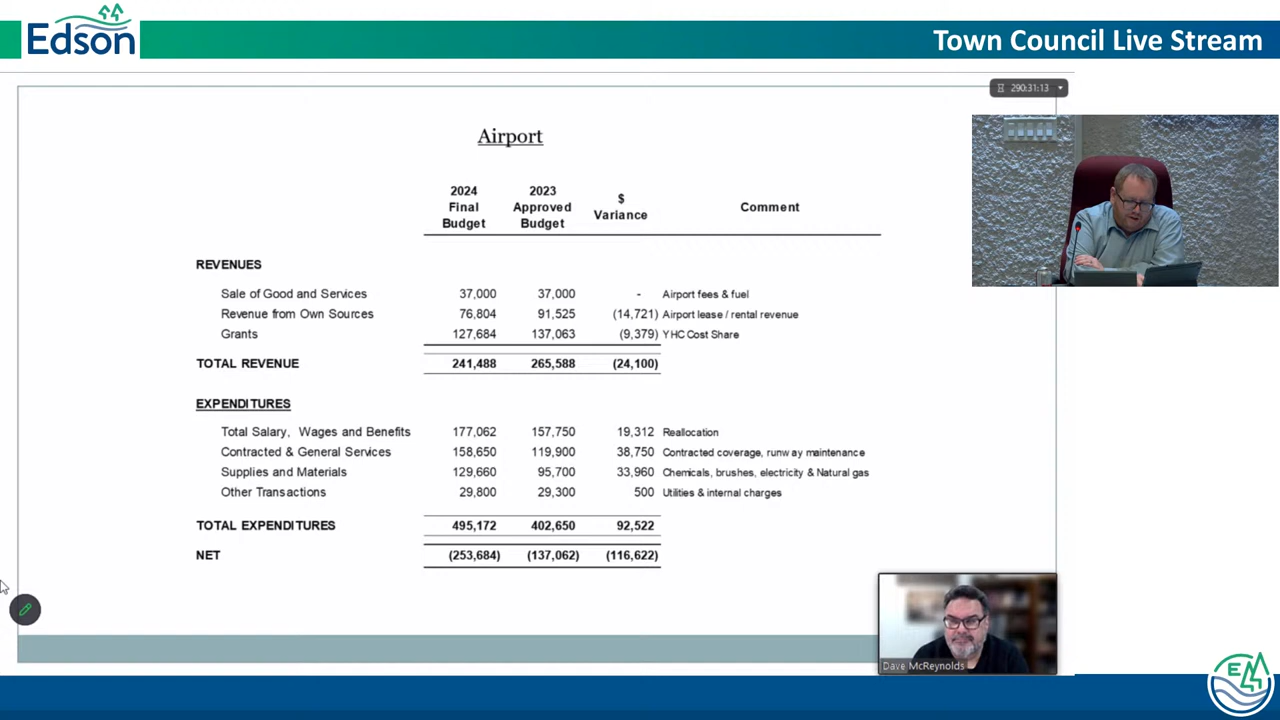 Edson
Town Council Live Stream
290:31:13
Airport
2024 Final Budget
2023 Approved Budget
$ Variance
Comment
REVENUES
Sale of Good and Services 37,000 37,000 - Airport fees & fuel
Revenue from Own Sources 76,804 91,525 (14,721) Airport lease / rental revenue
Grants 127,684 137,063 (9,379) YHC Cost Share
TOTAL REVENUE 241,488 265,588 (24,100)
EXPENDITURES
Total Salary, Wages and Benefits 177,062 157,750 19,312 Reallocation
Contracted & General Services 158,650 119,900 38,750 Contracted coverage, runway maintenance
Supplies and Materials 129,660 95,700 33,960 Chemicals, brushes, electricity & Natural gas
Other Transactions 29,800 29,300 500 Utilities & internal charges
TOTAL EXPENDITURES 495,172 402,650 92,522
NET (253,684) (137,062) (116,622)
Dave McReynolds